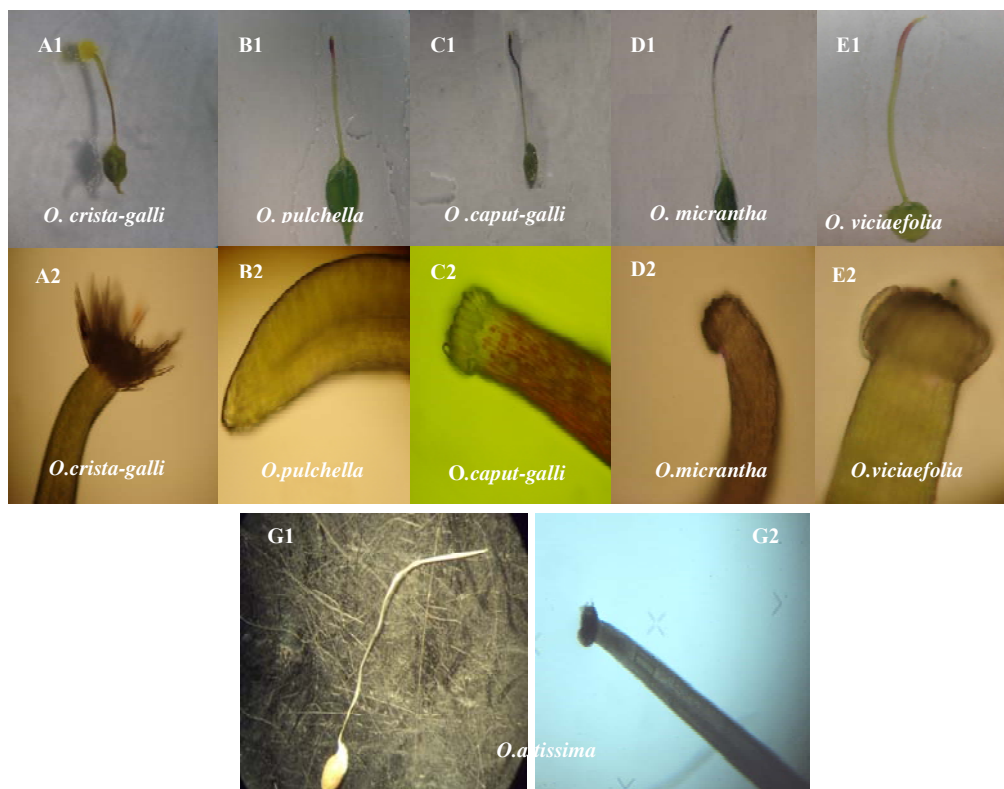 A1
B1
C1
D1
E1
O. crista-galli
O. pulchella
O .caput-galli
O. micrantha
O. viciaefolia
A2
B2
C2
D2
E2
O.crista-galli
O.pulchella
O.caput-galli
O.micrantha
O.viciaefolia
G1
G2
O.altissima